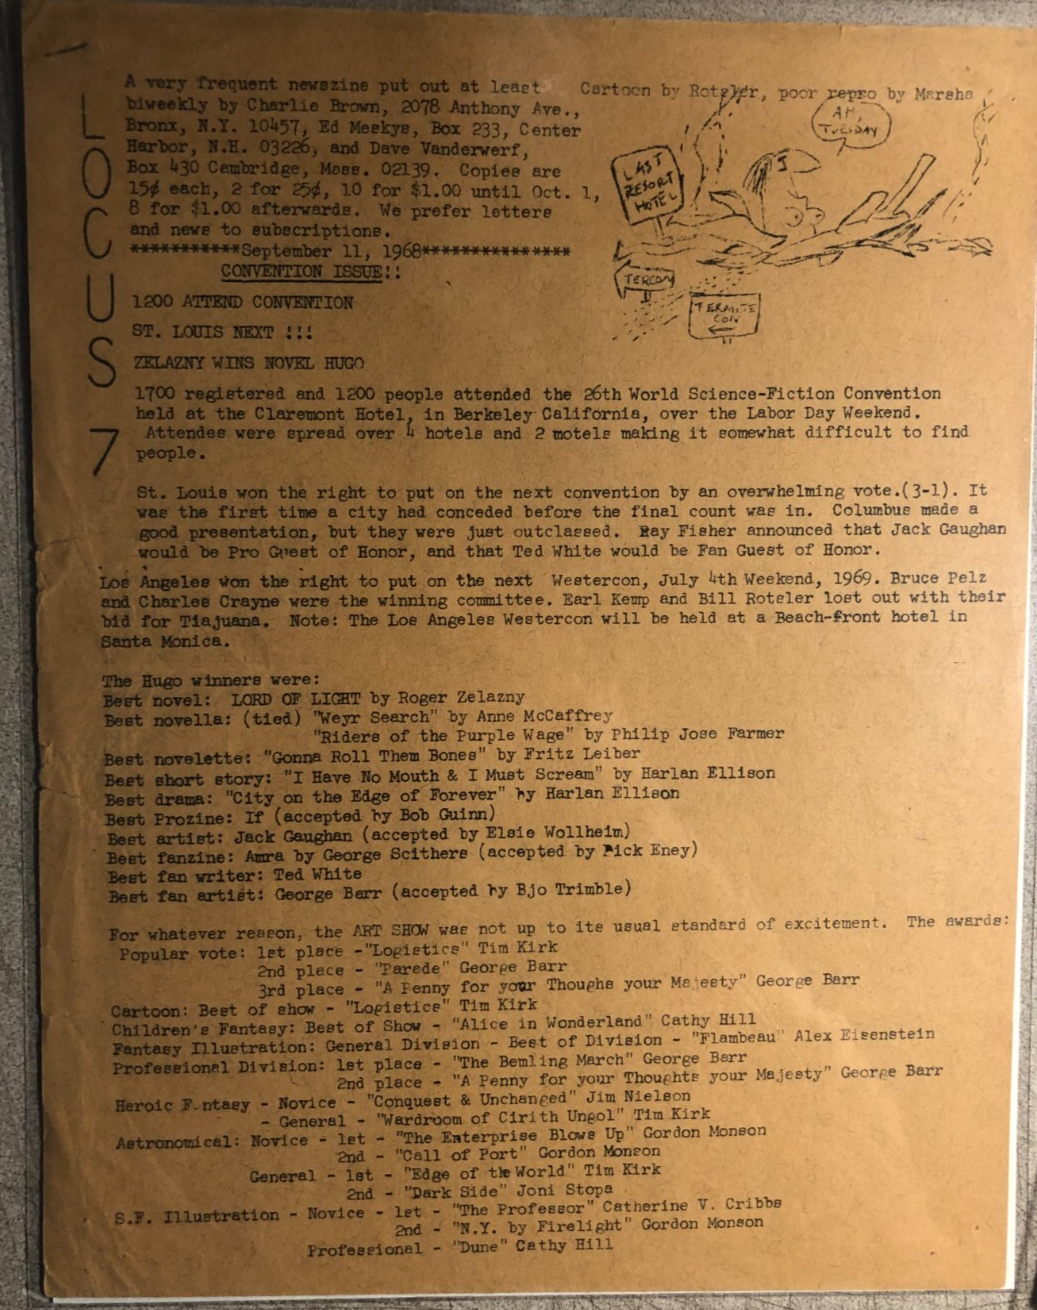 LOCUS 7
A very frequent newszine put out at least
biweekly by Charlie Brown, 2078 Anthony Ave.,
Bronx, N.Y. 10457, Ed Meskys, Box 233, Center
Harbor, N.H. 03226, and Dave Vanderwerf,
Box 430 Cambridge, Mass. 02139. Copies are
15¢ each, 2 for 25¢, 10 for $1.00 until Oct. 1,
8 for $1.00 afterwards. We prefer letters
and news to subscriptions.
***********September 11, 1968***************
CONVENTION ISSUE!!
Cartoon by Rotsler, poor repro by Marsha
AH, TUESDAY
LAST RESORT HOTEL
TERCON
TERMITE CON
1200 ATTEND CONVENTION
ST. LOUIS NEXT !!!
ZELAZNY WINS NOVEL HUGO
1700 registered and 1200 people attended the 26th World Science-Fiction Convention
held at the Claremont Hotel, in Berkeley California, over the Labor Day Weekend.
Attendes were spread over 4 hotels and 2 motels making it somewhat difficult to find
people.
St. Louis won the right to put on the next convention by an overwhelming vote.(3-1). It
was the first time a city had conceded before the final count was in. Columbus made a
good presentation, but they were just outclassed. Ray Fisher announced that Jack Gaughan
would be Pro Guest of Honor, and that Ted White would be Fan Guest of Honor.
Los Angeles won the right to put on the next Westercon, July 4th Weekend, 1969. Bruce Pelz
and Charles Crayne were the winning committee. Earl Kemp and Bill Rotsler lost out with their
bid for Tiajuana. Note: The Los Angeles Westercon will be held at a Beach-front hotel in
Santa Monica.
The Hugo winners were:
Best novel: LORD OF LIGHT by Roger Zelazny
Best novella: (tied) "Weyr Search" by Anne McCaffrey
"Riders of the Purple Wage" by Philip Jose Farmer
Best novelette: "Gonna Roll Them Bones" by Fritz Leiber
Best short story: "I Have No Mouth & I Must Scream" by Harlan Ellison
Best drama: "City on the Edge of Forever" by Harlan Ellison
Best Prozine: If (accepted by Bob Guinn)
Best artist: Jack Gaughan (accepted by Elsie Wollheim)
Best fanzine: Amra by George Scithers (accepted by Dick Eney)
Best fan writer: Ted White
Best fan artist: George Barr (accepted by Bjo Trimble)
For whatever reason, the ART SHOW was not up to its usual standard of excitement. The awards:
Popular vote: 1st place -"Logistics" Tim Kirk
2nd place - "Parade" George Barr
3rd place - "A Penny for your Thoughs your Majesty" George Barr
Cartoon: Best of show - "Logistics" Tim Kirk
Children's Fantasy: Best of Show - "Alice in Wonderland" Cathy Hill
Fantasy Illustration: General Division - Best of Division - "Flambeau" Alex Eisenstein
Professional Division: 1st place - "The Bemling March" George Barr
2nd place - "A Penny for your Thoughts your Majesty" George Barr
Heroic Fantasy - Novice - "Conquest & Unchanged" Jim Nielson
- General - "Wardroom of Cirith Ungol" Tim Kirk
Astronomical: Novice - 1st - "The Enterprise Blows Up" Gordon Monson
2nd - "Call of Port" Gordon Monson
General - 1st - "Edge of the World" Tim Kirk
2nd - "Dark Side" Joni Stopa
S.F. Illustration - Novice - 1st - "The Professor" Catherine V. Cribbs
2nd - "N.Y. by Firelight" Gordon Monson
Professional - "Dune" Cathy Hill